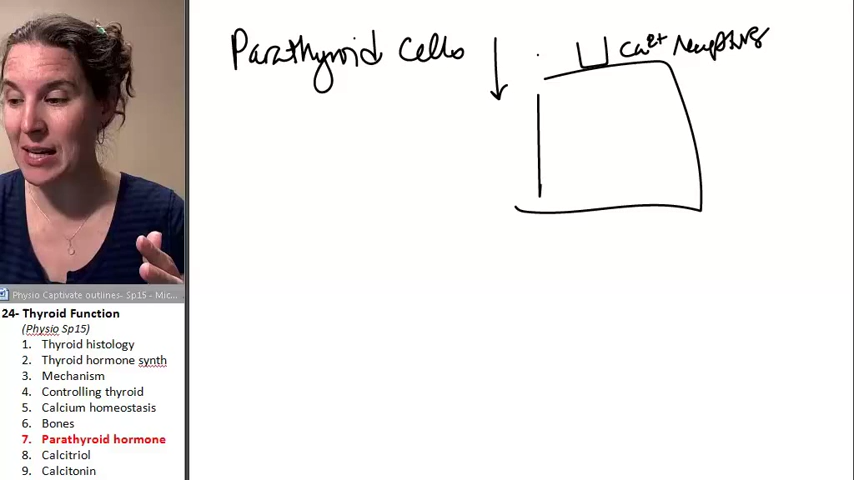 Parathyroid Cells
Ca²⁺ receptors
Physio Captivate outlines- Sp15 - Mic...
24- Thyroid Function
(Physio Sp15)
1. Thyroid histology
2. Thyroid hormone synth
3. Mechanism
4. Controlling thyroid
5. Calcium homeostasis
6. Bones
7. Parathyroid hormone
8. Calcitriol
9. Calcitonin